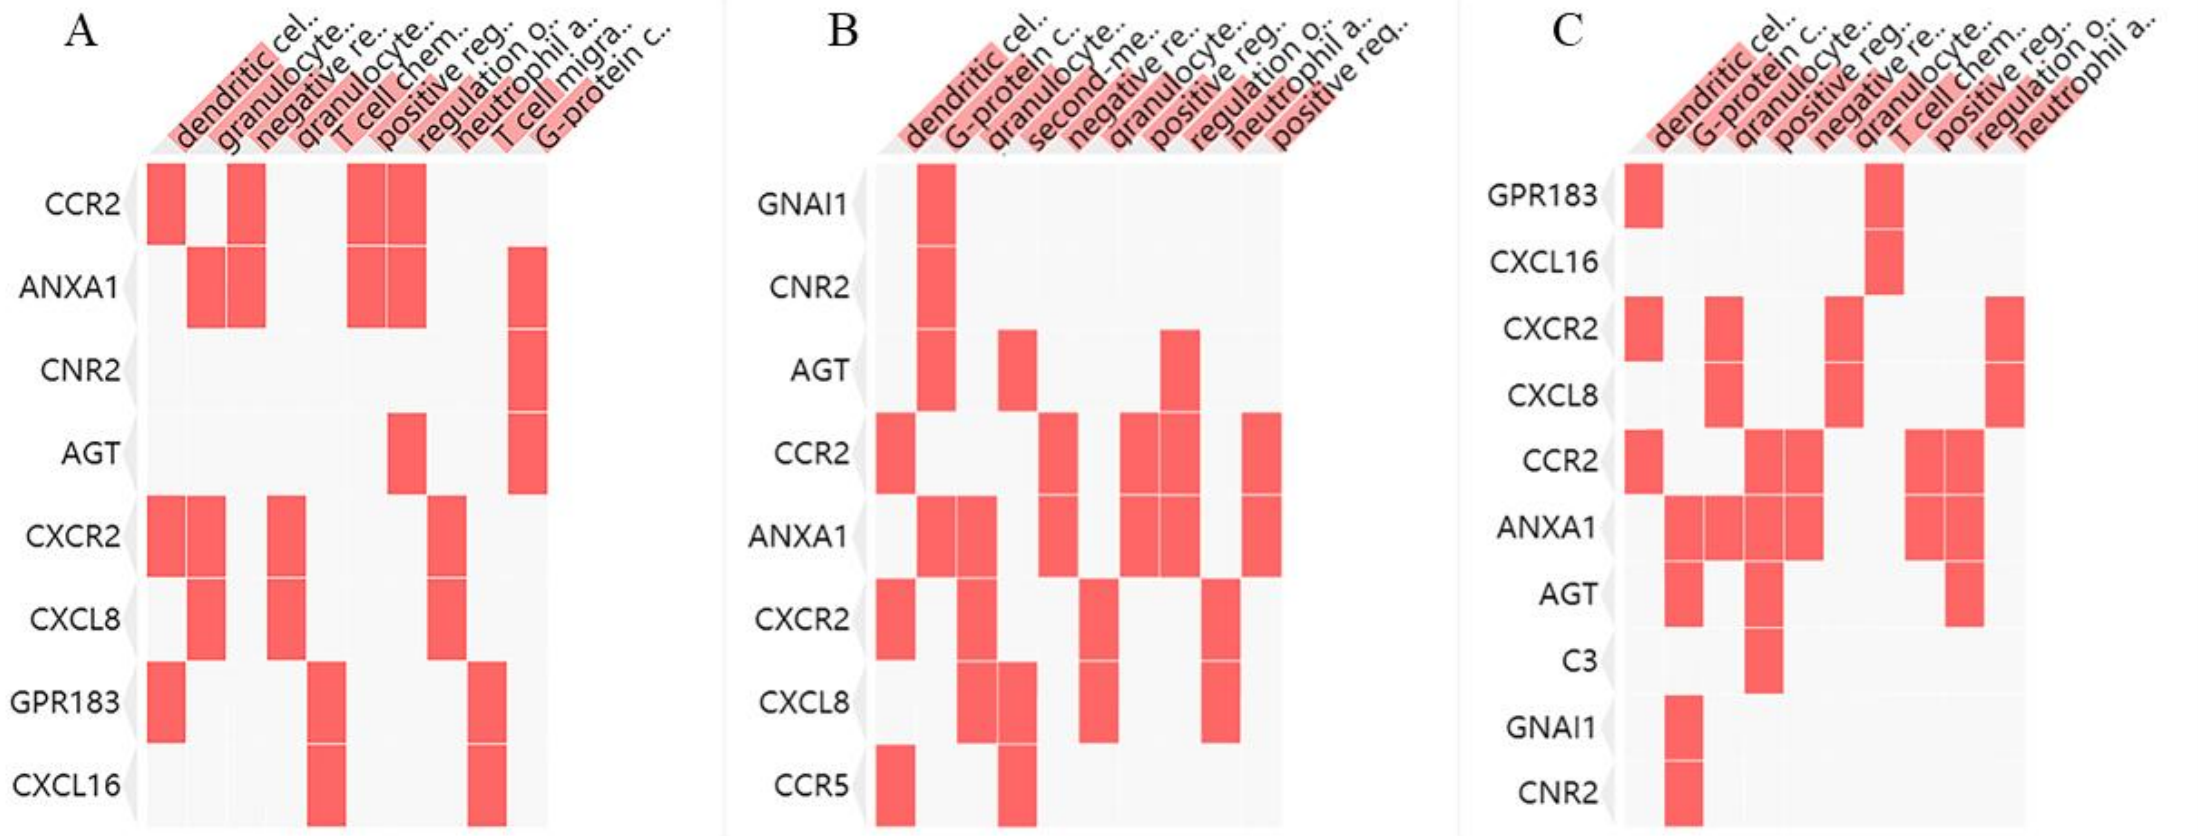 A
dendritic cel..
granulocyte..
negative re..
granulocyte..
T cell chem..
positive reg..
regulation o..
neutrophil a..
T cell migra..
G-protein c..
CCR2
ANXA1
CNR2
AGT
CXCR2
CXCL8
GPR183
CXCL16
B
dendritic cel..
G-protein c..
granulocyte..
second-me..
negative re..
granulocyte..
positive reg..
regulation o..
neutrophil a..
positive reg..
GNAI1
CNR2
AGT
CCR2
ANXA1
CXCR2
CXCL8
CCR5
C
dendritic cel..
G-protein c..
granulocyte..
positive reg..
negative re..
granulocyte..
T cell chem..
positive reg..
regulation o..
neutrophil a..
GPR183
CXCL16
CXCR2
CXCL8
CCR2
ANXA1
AGT
C3
GNAI1
CNR2